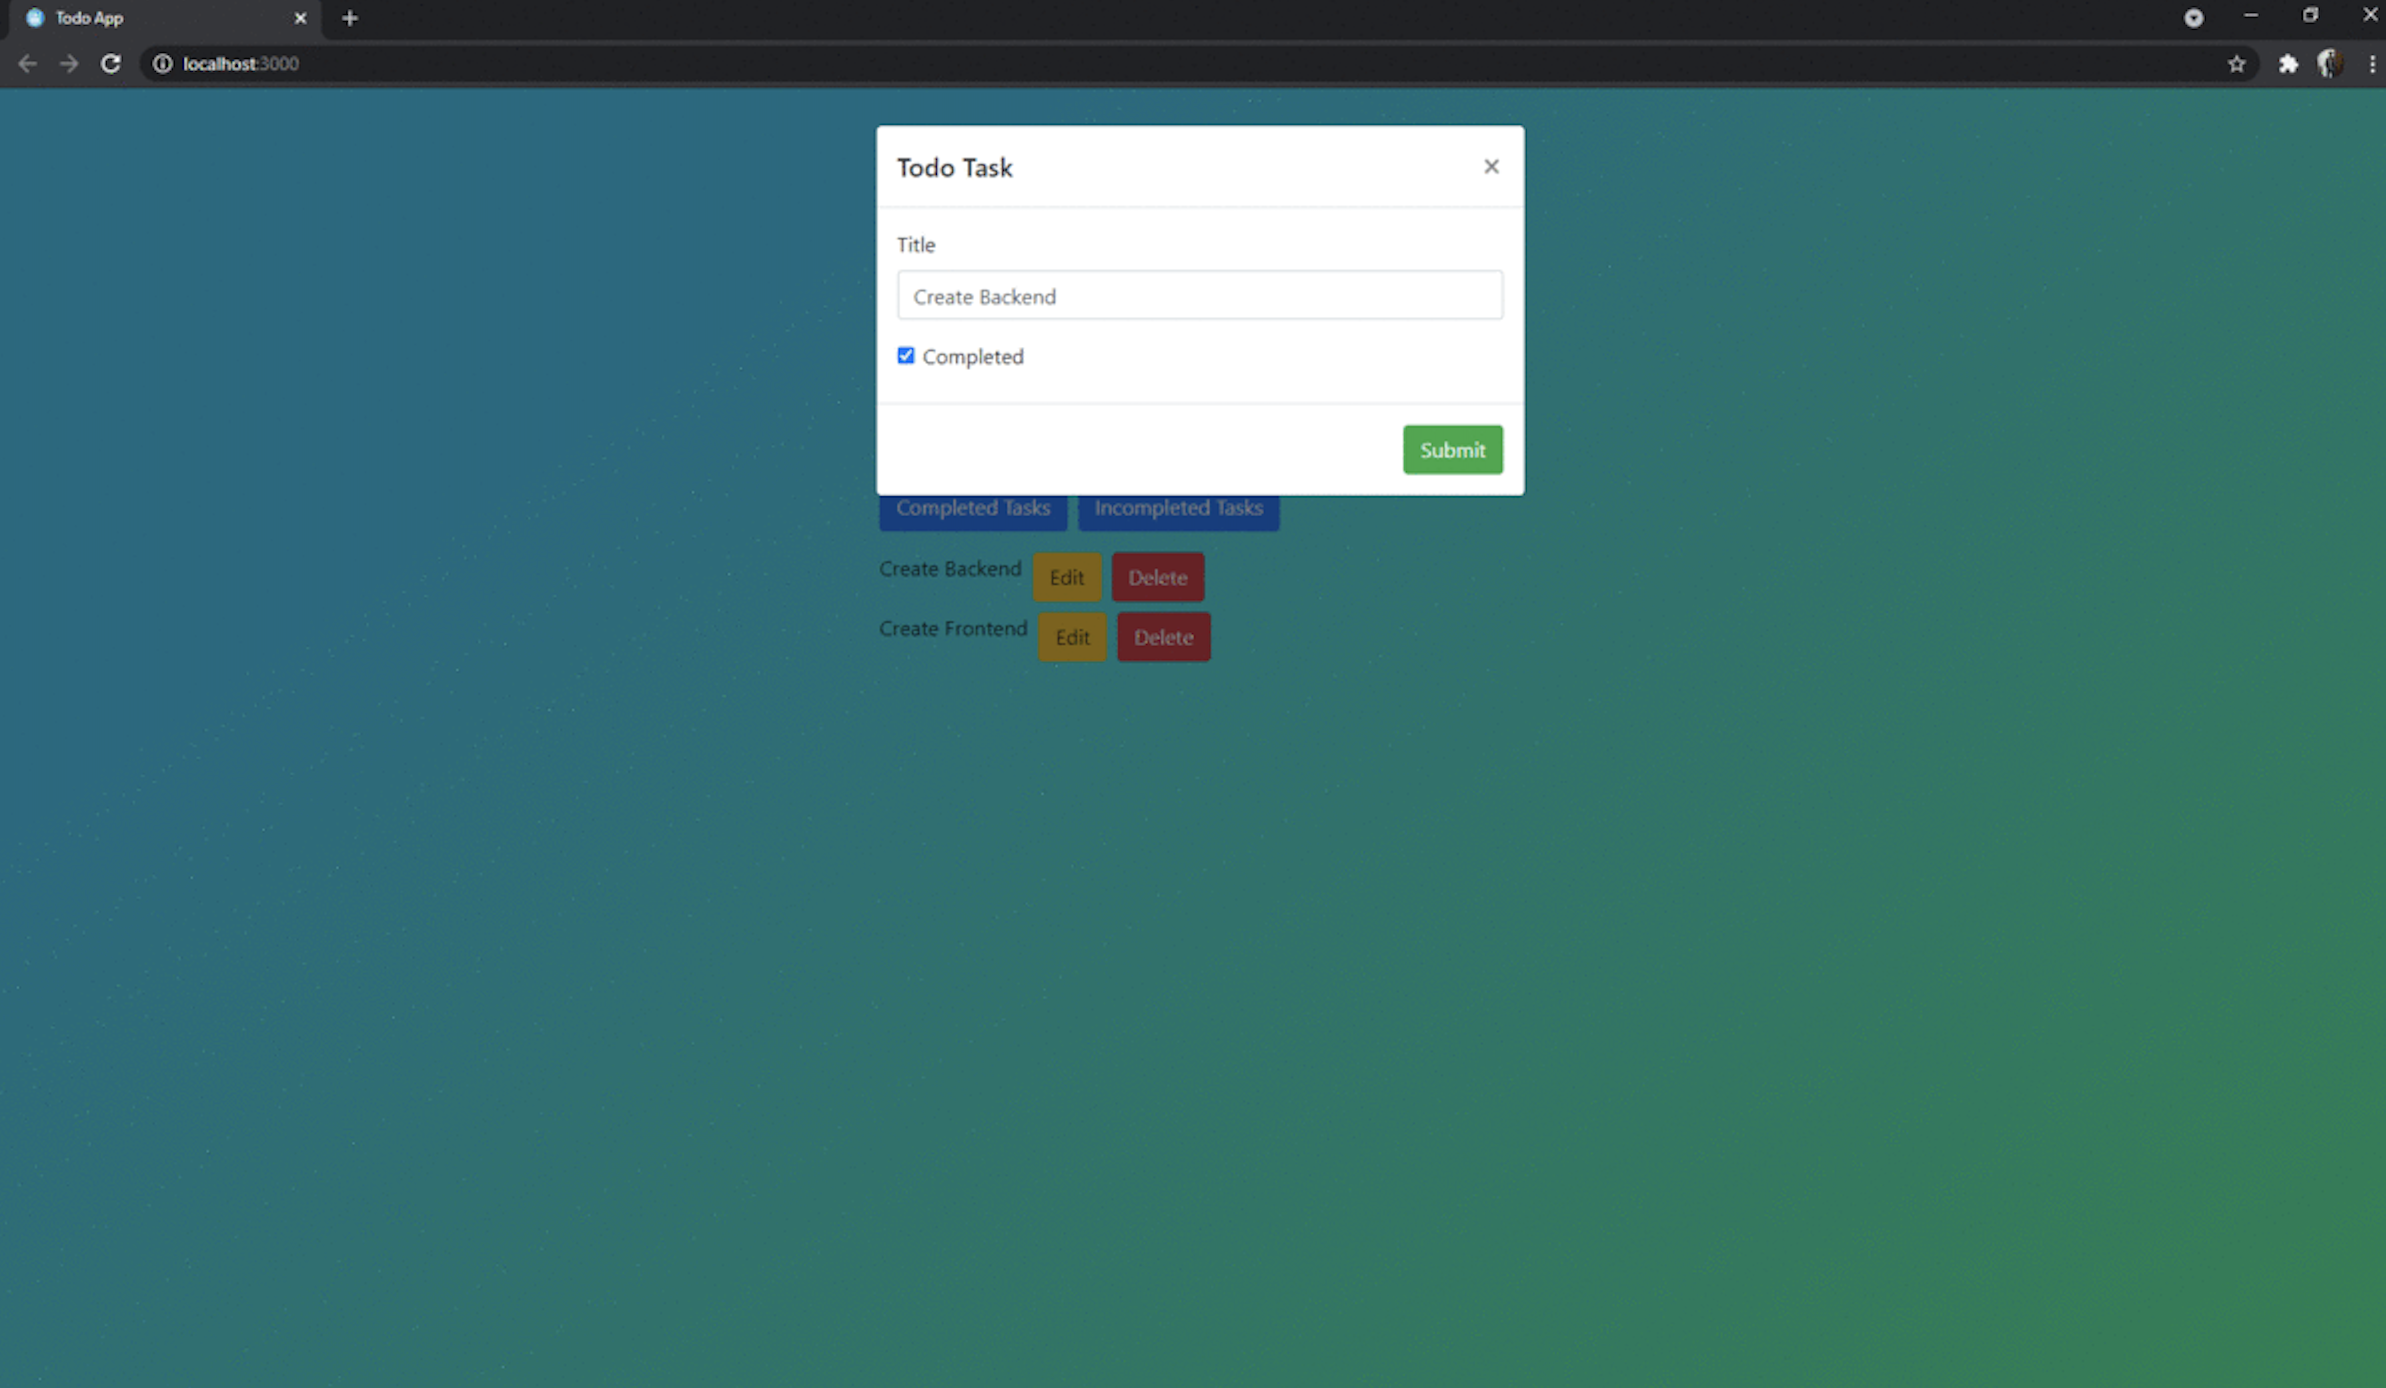 Todo App
localhost:3000
Todo Task
Title
Create Backend
Completed
Submit
Completed Tasks Incompleted Tasks
Create Backend Edit Delete
Create Frontend Edit Delete